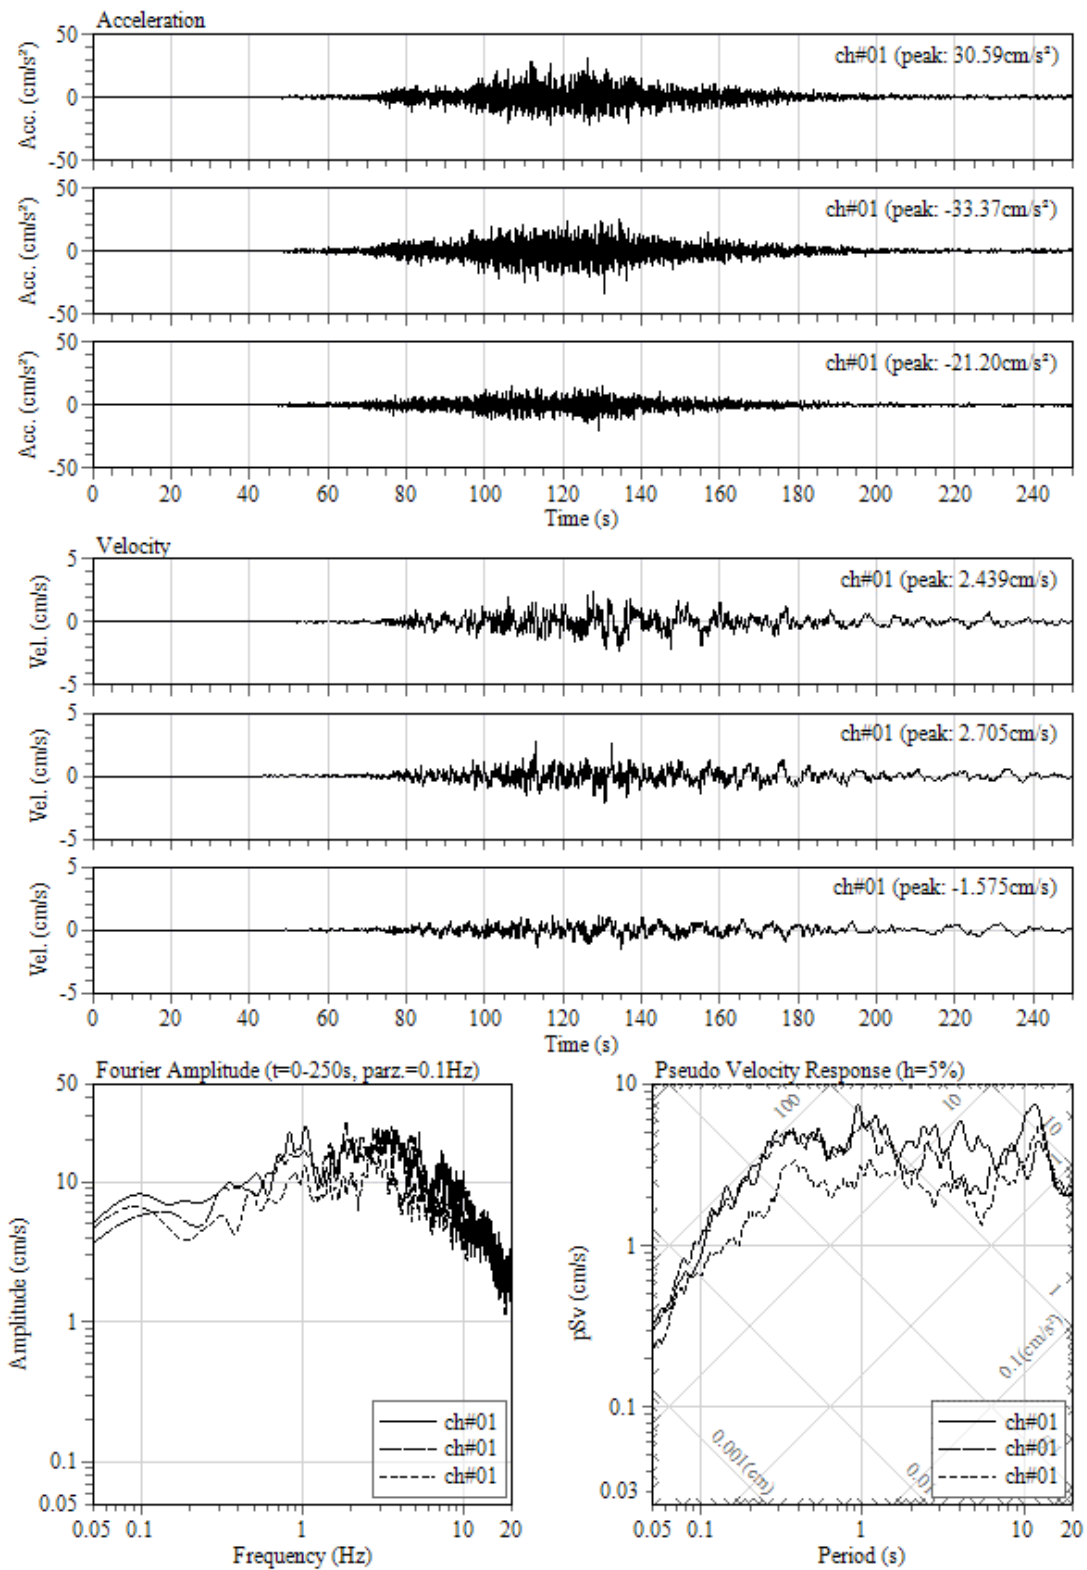 Acceleration
50
0
-50
Acc. (cm/s²)
ch#01 (peak: 30.59cm/s²)
50
0
-50
Acc. (cm/s²)
ch#01 (peak: -33.37cm/s²)
50
0
-50
Acc. (cm/s²)
ch#01 (peak: -21.20cm/s²)
0 20 40 60 80 100 120 140 160 180 200 220 240
Time (s)
Velocity
5
0
-5
Vel. (cm/s)
ch#01 (peak: 2.439cm/s)
5
0
-5
Vel. (cm/s)
ch#01 (peak: 2.705cm/s)
5
0
-5
Vel. (cm/s)
ch#01 (peak: -1.575cm/s)
0 20 40 60 80 100 120 140 160 180 200 220 240
Time (s)
Fourier Amplitude (t=0-250s, parz.=0.1Hz)
50
10
1
0.1
0.05
Amplitude (cm/s)
ch#01
ch#01
ch#01
0.05 0.1 1 10 20
Frequency (Hz)
Pseudo Velocity Response (h=5%)
10
1
0.1
0.03
pSv (cm/s)
100
10
10
1
1
0.1(cm/s²)
0.001(cm)
0.01
ch#01
ch#01
ch#01
0.05 0.1 1 10 20
Period (s)